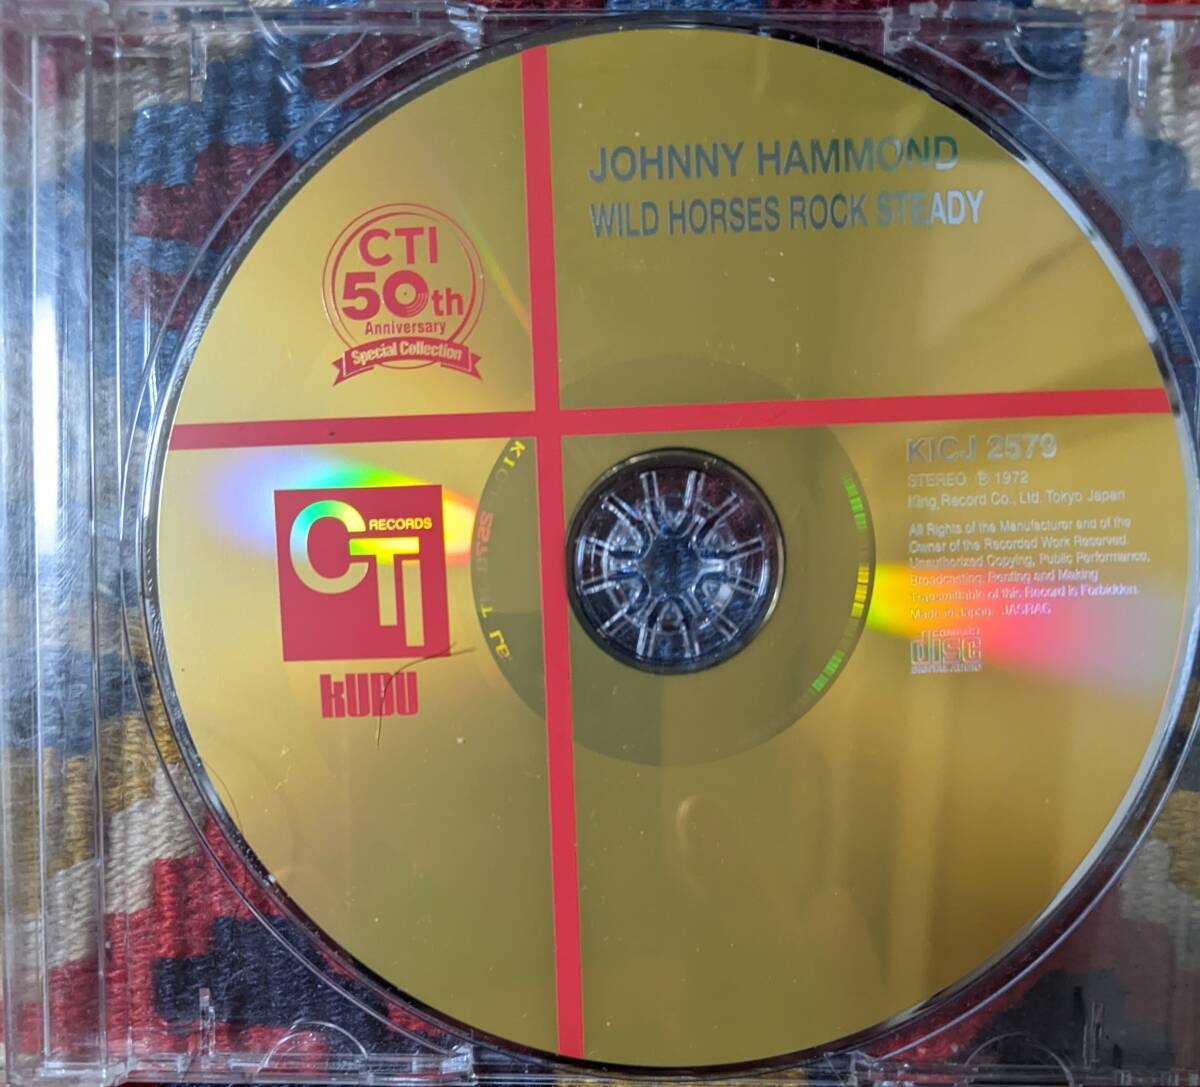 JOHNNY HAMMOND
WILD HORSES ROCK STEADY
CTI
50th
Anniversary
Special Collection
KICJ 2579
STEREO Ⓟ 1972
King Record Co., Ltd. Tokyo Japan
All Rights of the Manufacturer and of the
Owner of the Recorded Work Reserved.
Unauthorized Copying, Public Performance,
Broadcasting, Renting and Making
Transmittable of this Record is Forbidden.
Made in Japan. JASRAC
COMPACT
disc
DIGITAL AUDIO
CTI RECORDS
KUDU